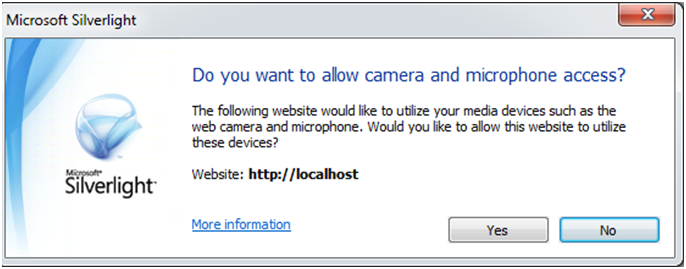 Microsoft Silverlight
Do you want to allow camera and microphone access?
The following website would like to utilize your media devices such as the
web camera and microphone. Would you like to allow this website to utilize
these devices?
Website: http://localhost
Microsoft®
Silverlight™
More information
Yes
No